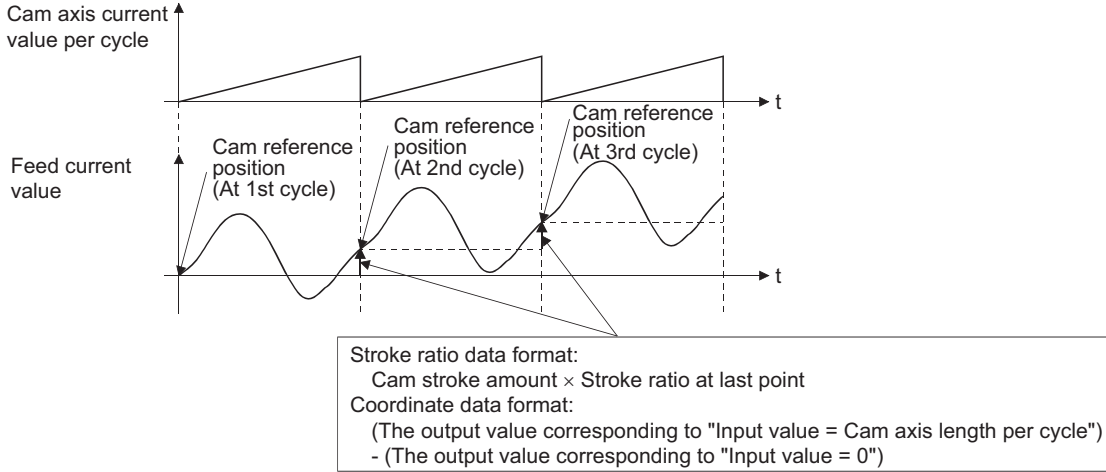 Cam axis current
value per cycle
t
Cam reference
position
(At 1st cycle)
Cam reference
position
(At 2nd cycle)
Cam reference
position
(At 3rd cycle)
Feed current
value
t
Stroke ratio data format:
Cam stroke amount × Stroke ratio at last point
Coordinate data format:
(The output value corresponding to "Input value = Cam axis length per cycle")
- (The output value corresponding to "Input value = 0")